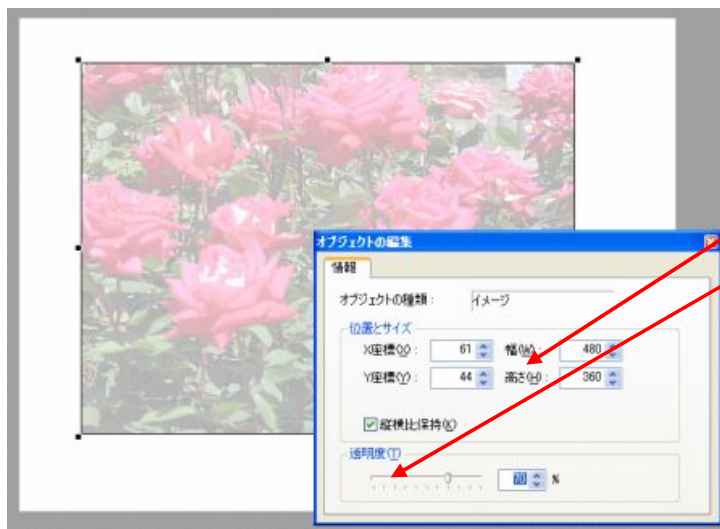 オブジェクトの編集
情報
オブジェクトの種類: イメージ
位置とサイズ
X座標(X): 61 幅(W): 480
Y座標(Y): 44 高さ(H): 360
縦横比保持(K)
透明度(T)
70 %